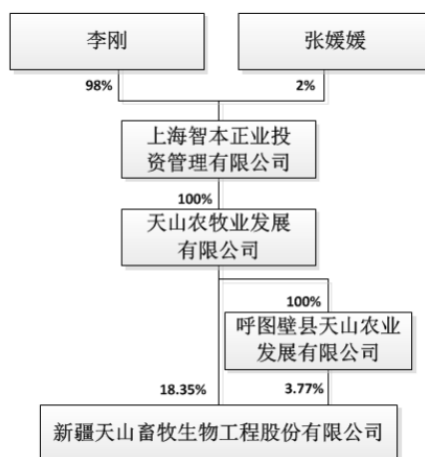 李刚
张媛媛
98%
2%
上海智本正业投
资管理有限公司
100%
天山农牧业发展
有限公司
100%
呼图壁县天山农业
发展有限公司
18.35%
3.77%
新疆天山畜牧生物工程股份有限公司